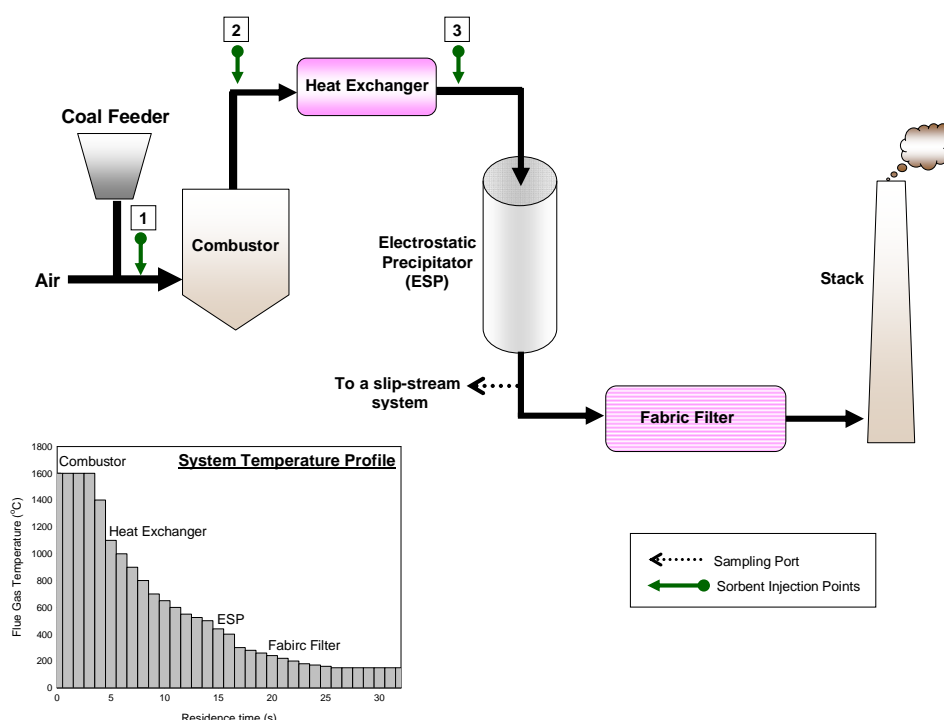 2
3
Heat Exchanger
Coal Feeder
1
Combustor
Air
Electrostatic
Precipitator
(ESP)
Stack
To a slip-stream
system
Fabric Filter
System Temperature Profile
Combustor
Heat Exchanger
ESP
Fabirc Filter
Flue Gas Temperature (°C)
1800
1600
1400
1200
1000
800
600
400
200
0
0 5 10 15 20 25 30
Residence time (s)
Sampling Port
Sorbent Injection Points